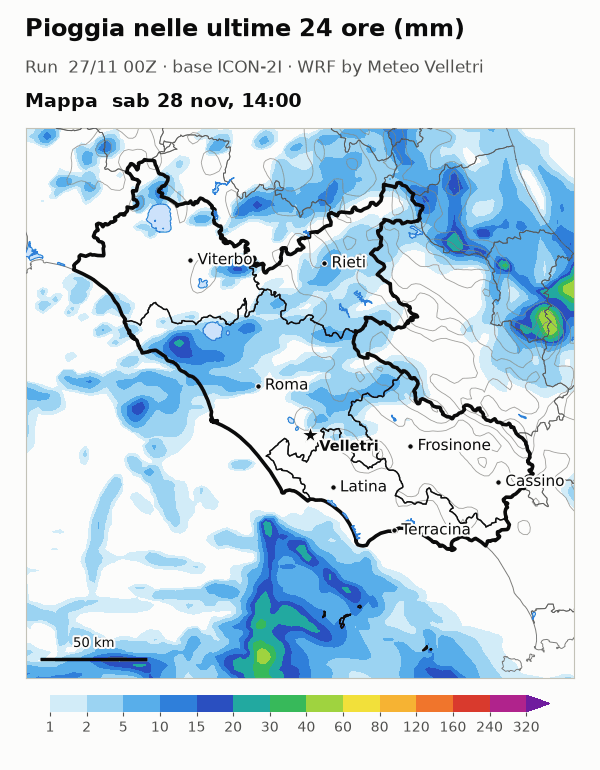 Pioggia nelle ultime 24 ore (mm)
Run 27/11 00Z · base ICON-2I · WRF by Meteo Velletri
Mappa sab 28 nov, 14:00
Viterbo
Rieti
Roma
Velletri
Frosinone
Cassino
Latina
Terracina
50 km
1 2 5 10 15 20 30 40 60 80 120 160 240 320